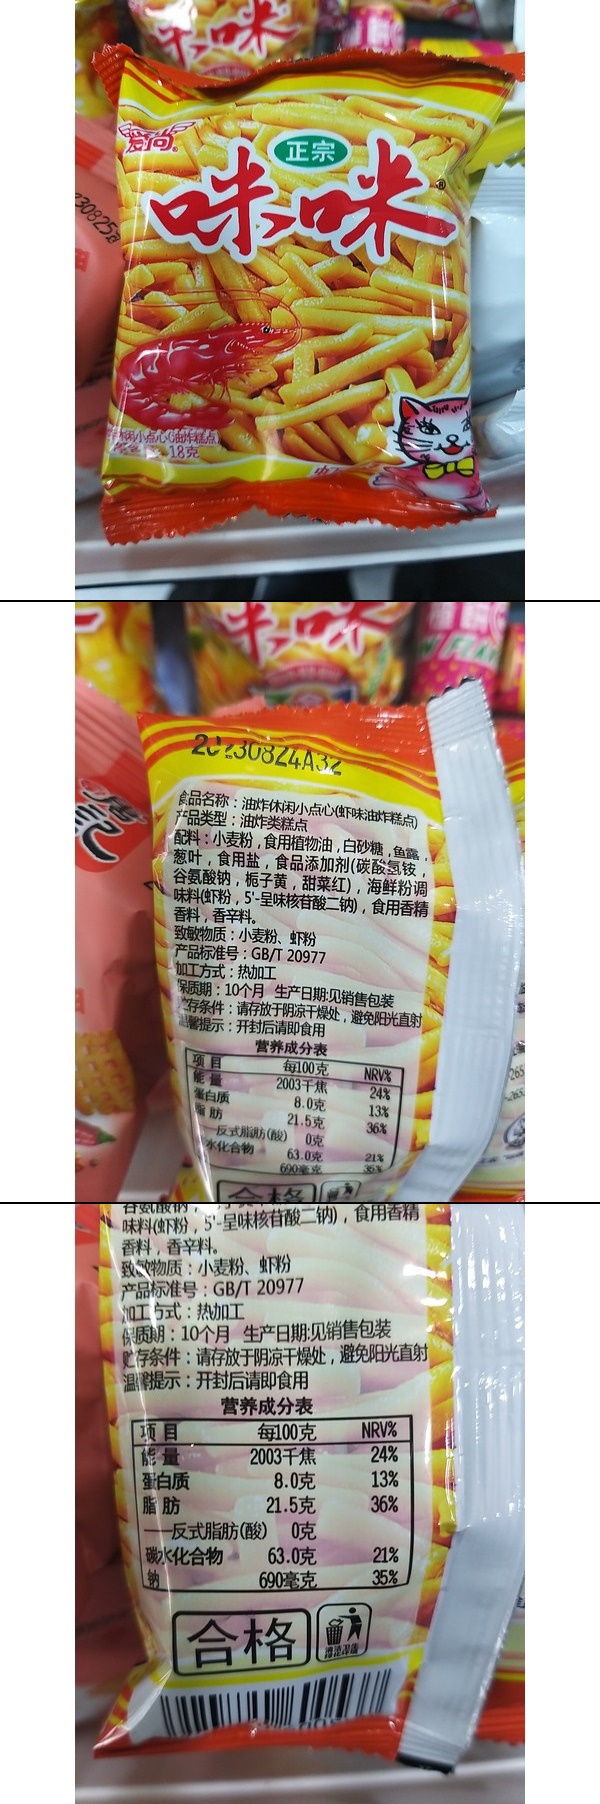 咪咪
230825
爱尚
正宗
咪咪
休闲小点心(油炸糕点)
18克
咪咪
20230824A32
食品名称：油炸休闲小点心(虾味油炸糕点)
产品类型：油炸类糕点
配料：小麦粉，食用植物油，白砂糖，鱼露，
葱叶，食用盐，食品添加剂(碳酸氢铵，
谷氨酸钠，栀子黄，甜菜红)，海鲜粉调
味料(虾粉，5'-呈味核苷酸二钠)，食用香精
香料，香辛料。
致敏物质：小麦粉、虾粉
产品标准号：GB/T 20977
加工方式：热加工
保质期：10个月 生产日期:见销售包装
贮存条件：请存放于阴凉干燥处，避免阳光直射
温馨提示：开封后请即食用
营养成分表
项目 每100克 NRV%
能量 2003千焦 24%
蛋白质 8.0克 13%
脂肪 21.5克 36%
反式脂肪(酸) 0克
水化合物 63.0克 21%
690毫克 35%
合格
谷氨酸钠
味料(虾粉，5'-呈味核苷酸二钠)，食用香精
香料，香辛料。
致敏物质：小麦粉、虾粉
产品标准号：GB/T 20977
加工方式：热加工
保质期：10个月 生产日期:见销售包装
贮存条件：请存放于阴凉干燥处，避免阳光直射
温馨提示：开封后请即食用
营养成分表
项目 每100克 NRV%
能量 2003千焦 24%
蛋白质 8.0克 13%
脂肪 21.5克 36%
——反式脂肪(酸) 0克
碳水化合物 63.0克 21%
钠 690毫克 35%
合格